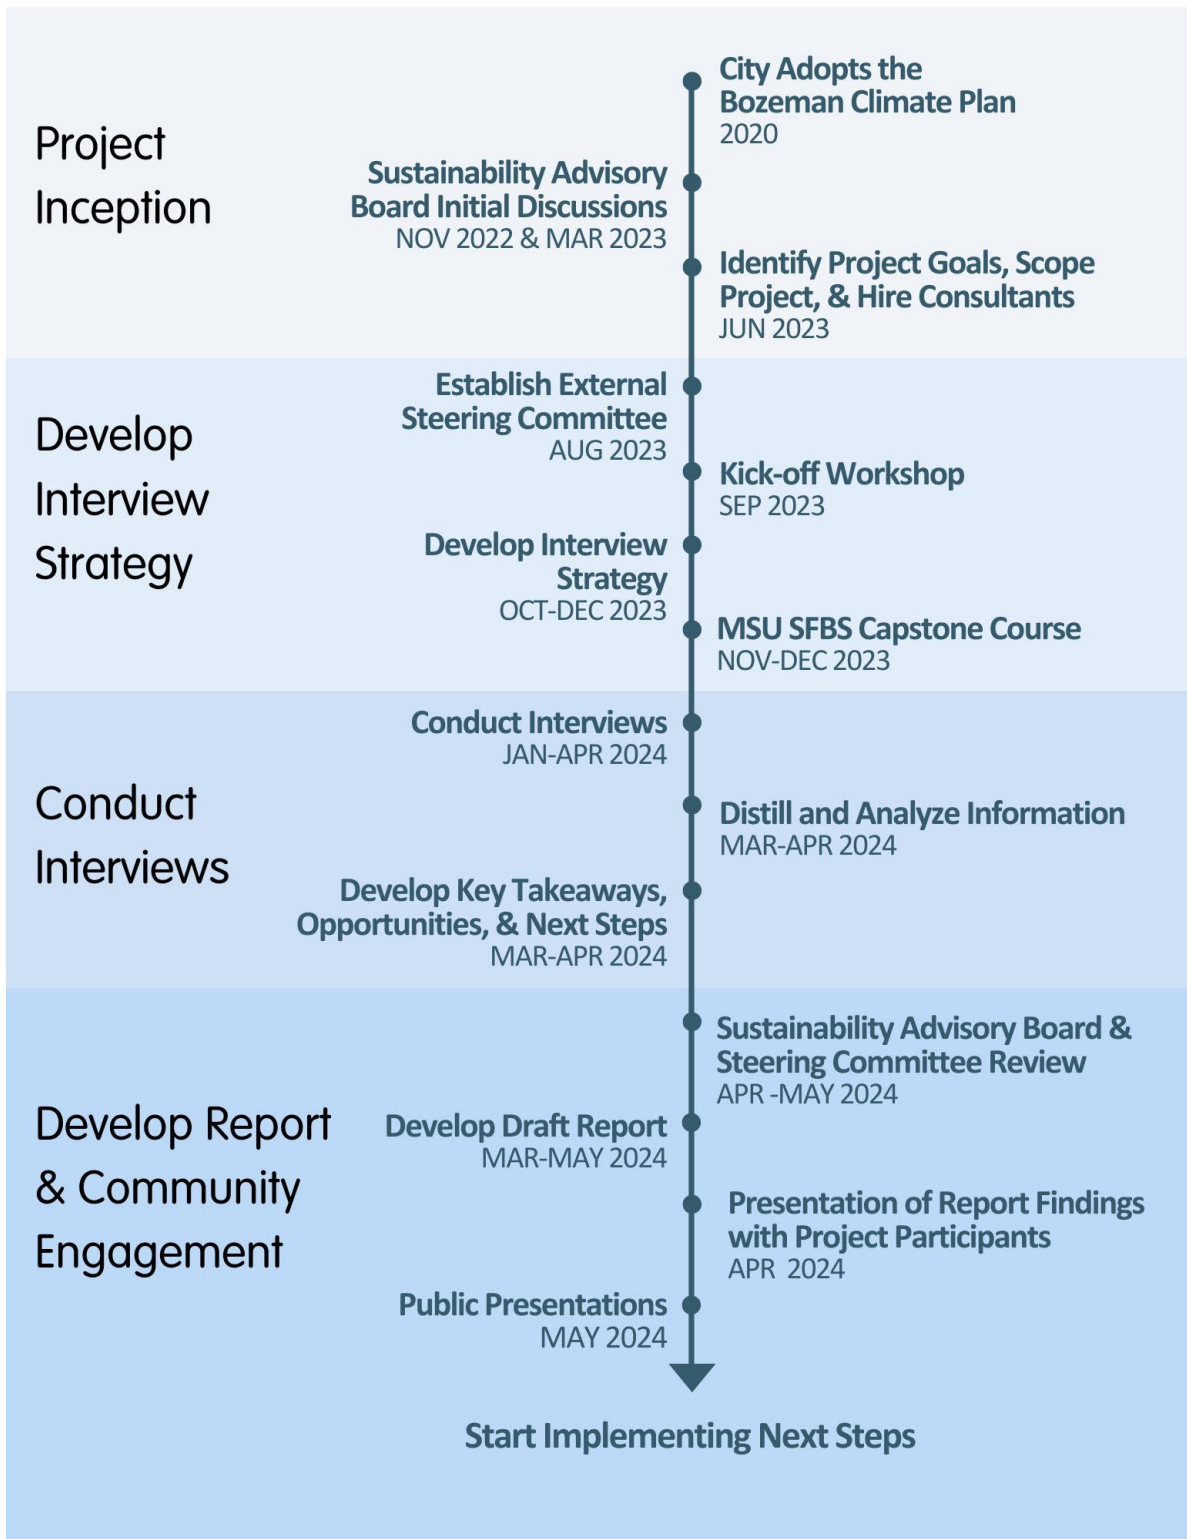 Project
Inception
City Adopts the
Bozeman Climate Plan
2020
Sustainability Advisory
Board Initial Discussions
NOV 2022 & MAR 2023
Identify Project Goals, Scope
Project, & Hire Consultants
JUN 2023
Develop
Interview
Strategy
Establish External
Steering Committee
AUG 2023
Kick-off Workshop
SEP 2023
Develop Interview
Strategy
OCT-DEC 2023
MSU SFBS Capstone Course
NOV-DEC 2023
Conduct
Interviews
Conduct Interviews
JAN-APR 2024
Distill and Analyze Information
MAR-APR 2024
Develop Key Takeaways,
Opportunities, & Next Steps
MAR-APR 2024
Develop Report
& Community
Engagement
Sustainability Advisory Board &
Steering Committee Review
APR -MAY 2024
Develop Draft Report
MAR-MAY 2024
Presentation of Report Findings
with Project Participants
APR 2024
Public Presentations
MAY 2024
Start Implementing Next Steps